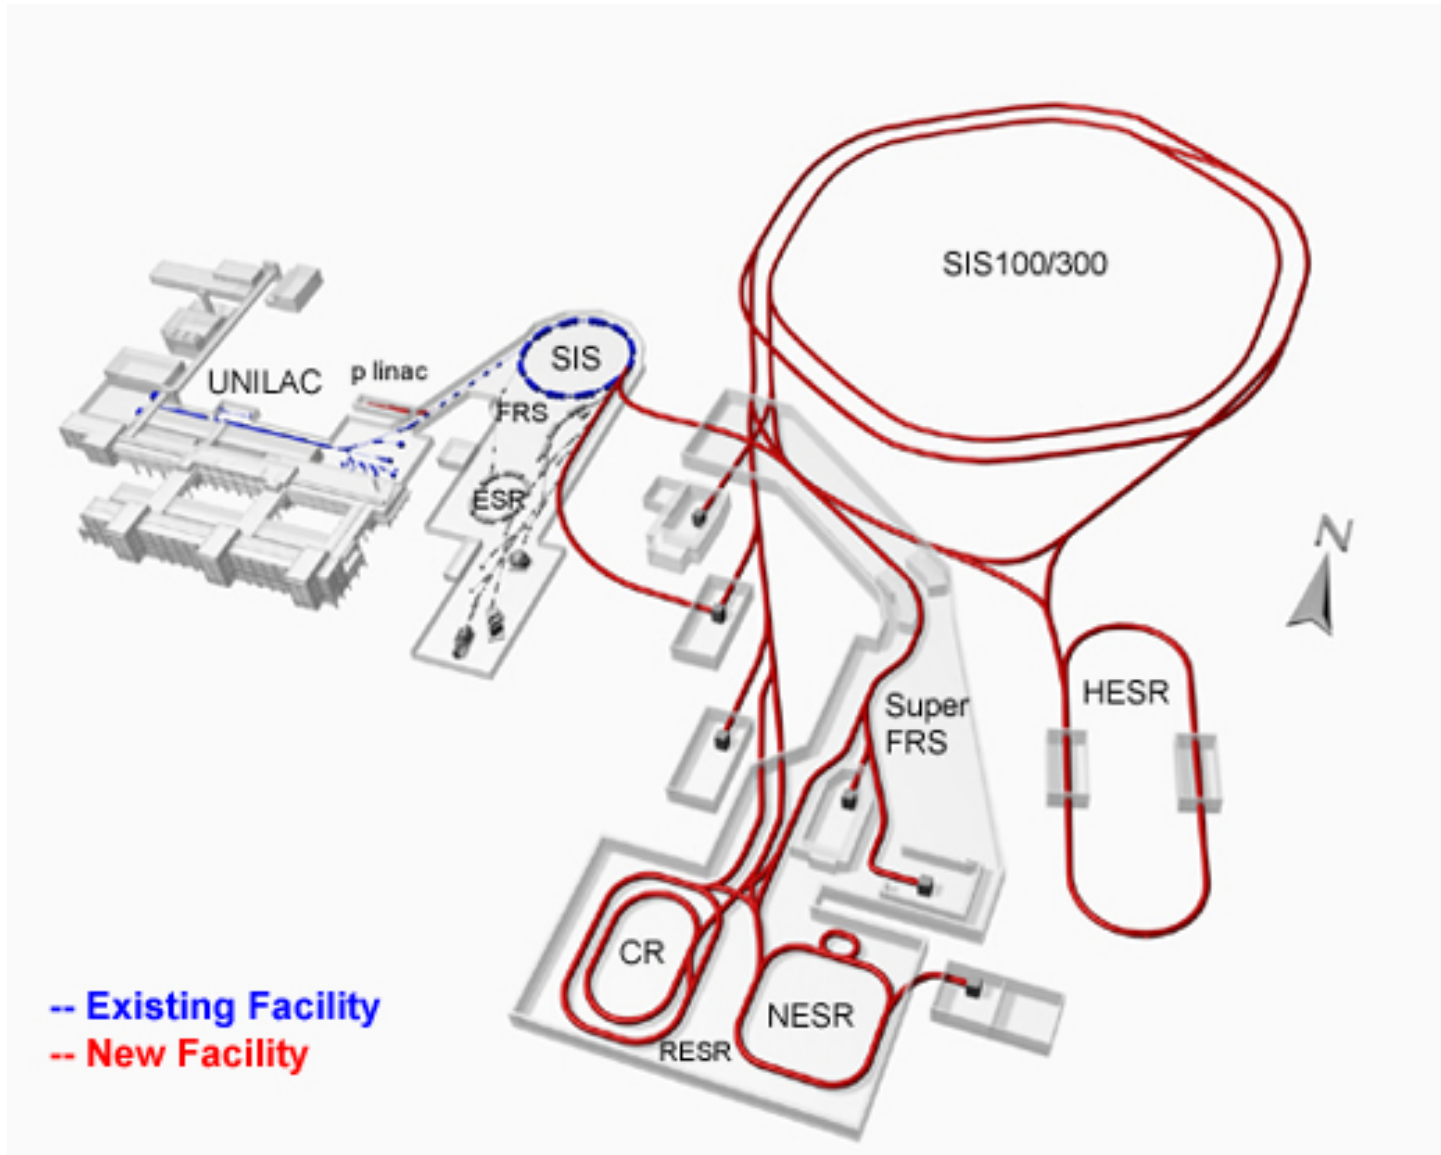 SIS100/300
UNILAC
p linac
SIS
FRS
ESR
N
HESR
Super
FRS
CR
NESR
RESR
-- Existing Facility
-- New Facility